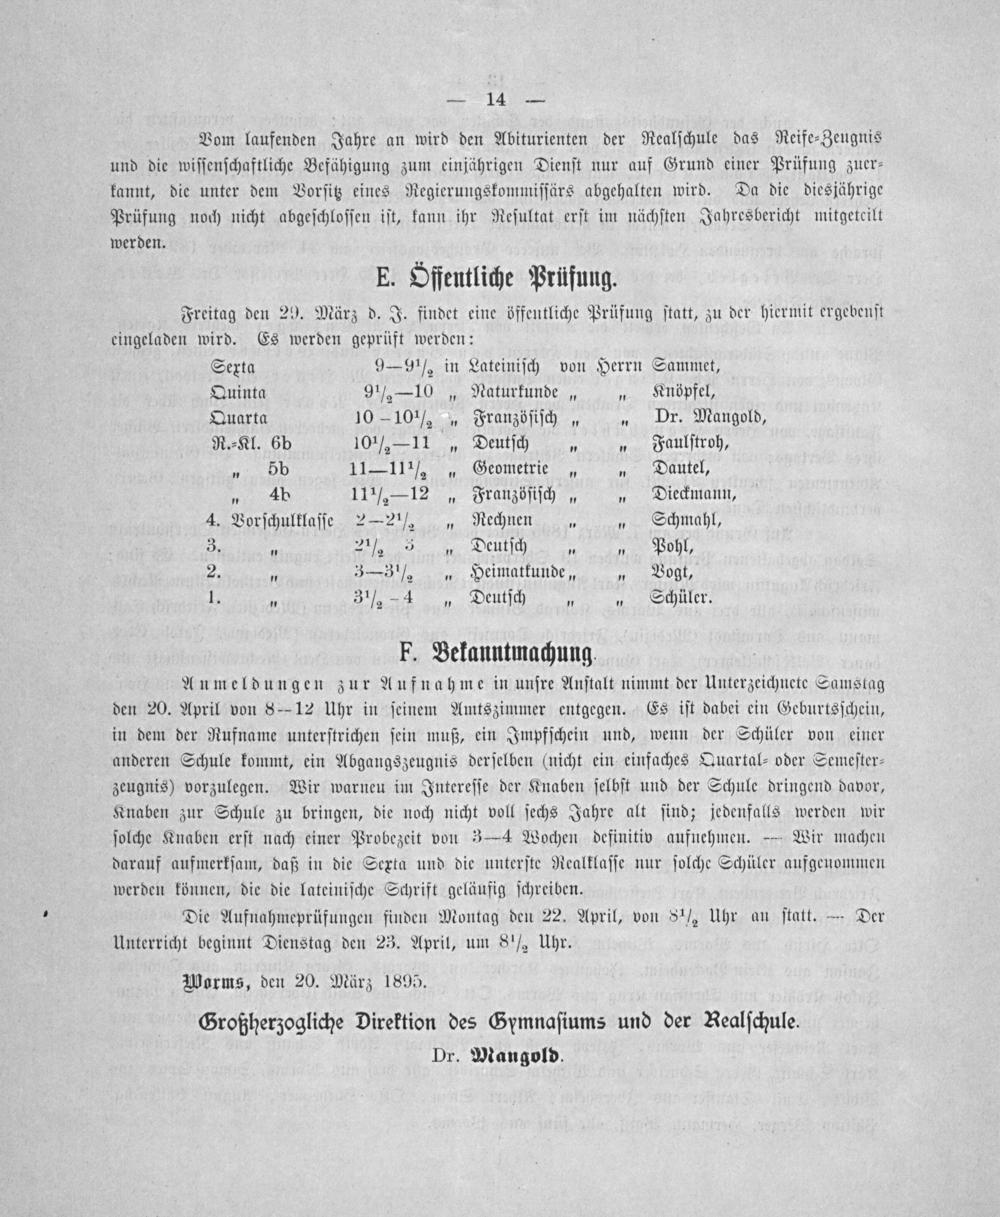 — 14 —
Vom laufenden Jahre an wird den Abiturienten der Realschule das Reife-Zeugnis
und die wissenschaftliche Befähigung zum einjährigen Dienst nur auf Grund einer Prüfung zuer-
kannt, die unter dem Vorsitz eines Regierungskommissärs abgehalten wird. Da die diesjährige
Prüfung noch nicht abgeschlossen ist, kann ihr Resultat erst im nächsten Jahresbericht mitgeteilt
werden.
E. Öffentliche Prüfung.
Freitag den 29. März d. J. findet eine öffentliche Prüfung statt, zu der hiermit ergebenst
eingeladen wird. Es werden geprüft werden:
Sexta 9—9½ in Lateinisch von Herrn Sammet,
Quinta 9½—10 „ Naturkunde „ „ Knöpfel,
Quarta 10-10½ „ Französisch „ „ Dr. Mangold,
R.-Kl. 6b 10½—11 „ Deutsch „ Faulstroh,
„ 5b 11—11½ „ Geometrie „ „ Dautel,
„ 4b 11½—12 „ Französisch „ „ Dieckmann,
4. Vorschulklasse 2—2½ „ Rechnen „ „ Schmahl,
3. „ 2½ 3 „ Deutsch „ „ Pohl,
2. „ 3—3½ „ Heimatkunde „ „ Vogt,
1. „ 3½-4 „ Deutsch „ „ Schüler.
F. Bekanntmachung.
Anmeldungen zur Aufnahme in unsre Anstalt nimmt der Unterzeichnete Samstag
den 20. April von 8—12 Uhr in seinem Amtszimmer entgegen. Es ist dabei ein Geburtsschein,
in dem der Rufname unterstrichen sein muß, ein Impfschein und, wenn der Schüler von einer
anderen Schule kommt, ein Abgangszeugnis derselben (nicht ein einfaches Quartal- oder Semester-
zeugnis) vorzulegen. Wir warnen im Interesse der Knaben selbst und der Schule dringend davor,
Knaben zur Schule zu bringen, die noch nicht voll sechs Jahre alt sind; jedenfalls werden wir
solche Knaben erst nach einer Probezeit von 3—4 Wochen definitiv aufnehmen. — Wir machen
darauf aufmerksam, daß in die Sexta und die unterste Realklasse nur solche Schüler aufgenommen
werden können, die die lateinische Schrift geläufig schreiben.
Die Aufnahmeprüfungen finden Montag den 22. April, von 8½ Uhr an statt. — Der
Unterricht beginnt Dienstag den 23. April, um 8½ Uhr.
Worms, den 20. März 1895.
Großherzogliche Direktion des Gymnasiums und der Realschule.
Dr. Mangold.